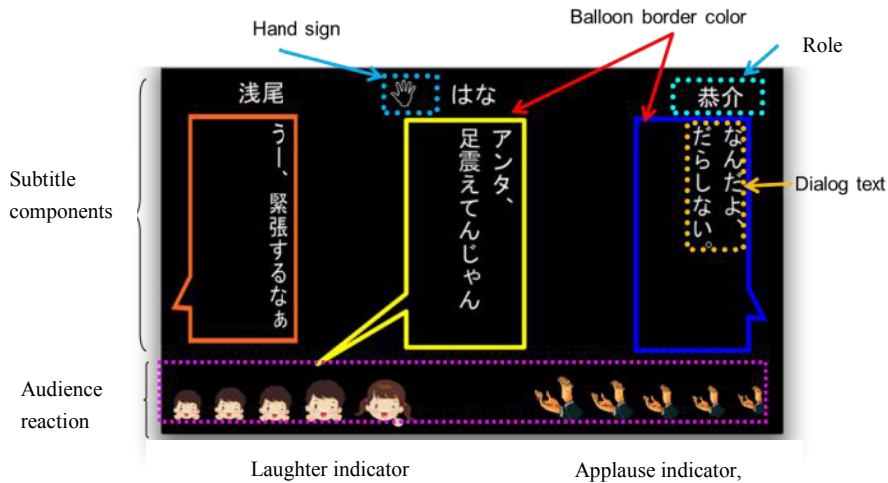 Hand sign
Balloon border color
Role
浅尾
はな
恭介
なんだよ、
だらしない。
アンタ、
足震えてんじゃん
うー、緊張するなぁ
Subtitle
components
Dialog text
Audience
reaction
Laughter indicator
Applause indicator,